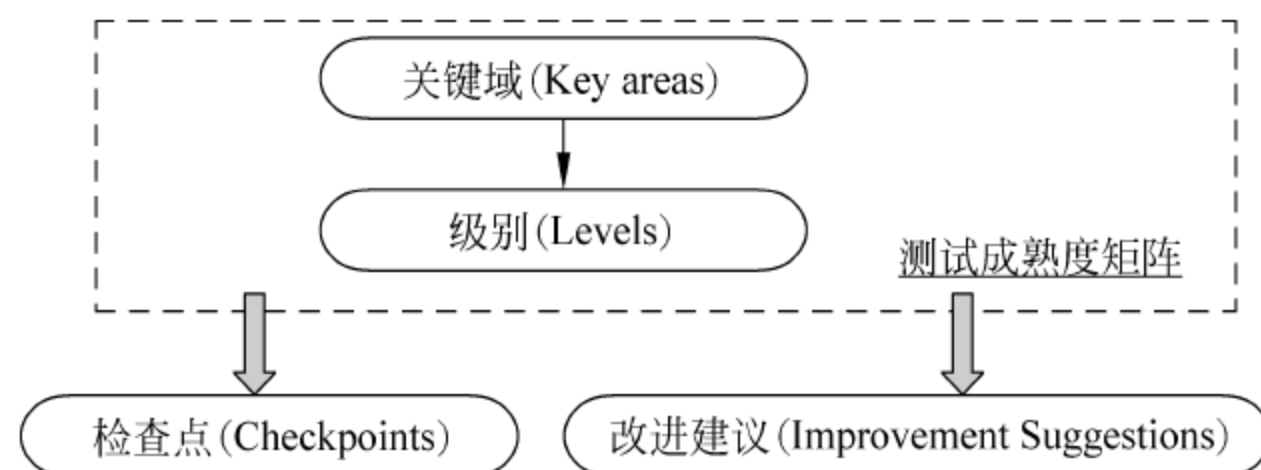 关键域(Key areas)
级别(Levels)
测试成熟度矩阵
检查点(Checkpoints)
改进建议(Improvement Suggestions)